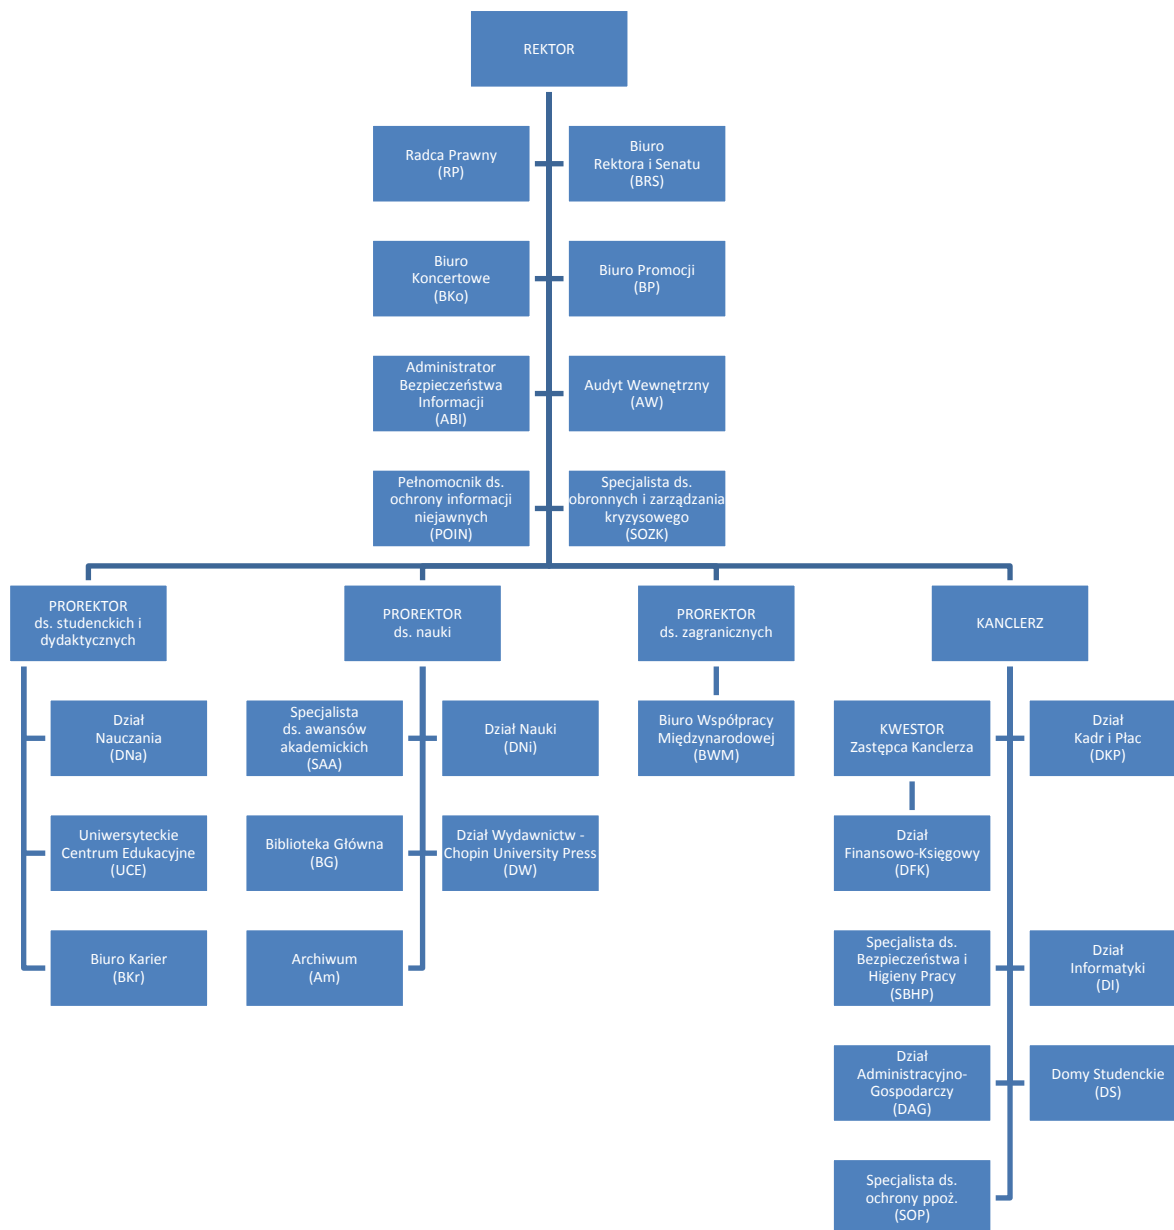 REKTOR
Radca Prawny
(RP)
Biuro
Rektora i Senatu
(BRS)
Biuro
Koncertowe
(BKo)
Biuro Promocji
(BP)
Administrator
Bezpieczeństwa
Informacji
(ABI)
Audyt Wewnętrzny
(AW)
Pełnomocnik ds.
ochrony informacji
niejawnych
(POIN)
Specjalista ds.
obronnych i zarządzania
kryzysowego
(SOZK)
PROREKTOR
ds. studenckich i
dydaktycznych
PROREKTOR
ds. nauki
PROREKTOR
ds. zagranicznych
KANCLERZ
Dział
Nauczania
(DNa)
Specjalista
ds. awansów
akademickich
(SAA)
Dział Nauki
(DNi)
Biuro Współpracy
Międzynarodowej
(BWM)
KWESTOR
Zastępca Kanclerza
Dział
Kadr i Płac
(DKP)
Uniwersyteckie
Centrum Edukacyjne
(UCE)
Biblioteka Główna
(BG)
Dział Wydawnictw -
Chopin University Press
(DW)
Dział
Finansowo-Księgowy
(DFK)
Biuro Karier
(BKr)
Archiwum
(Am)
Specjalista ds.
Bezpieczeństwa i
Higieny Pracy
(SBHP)
Dział
Informatyki
(DI)
Dział
Administracyjno-
Gospodarczy
(DAG)
Domy Studenckie
(DS)
Specjalista ds.
ochrony ppoż.
(SOP)